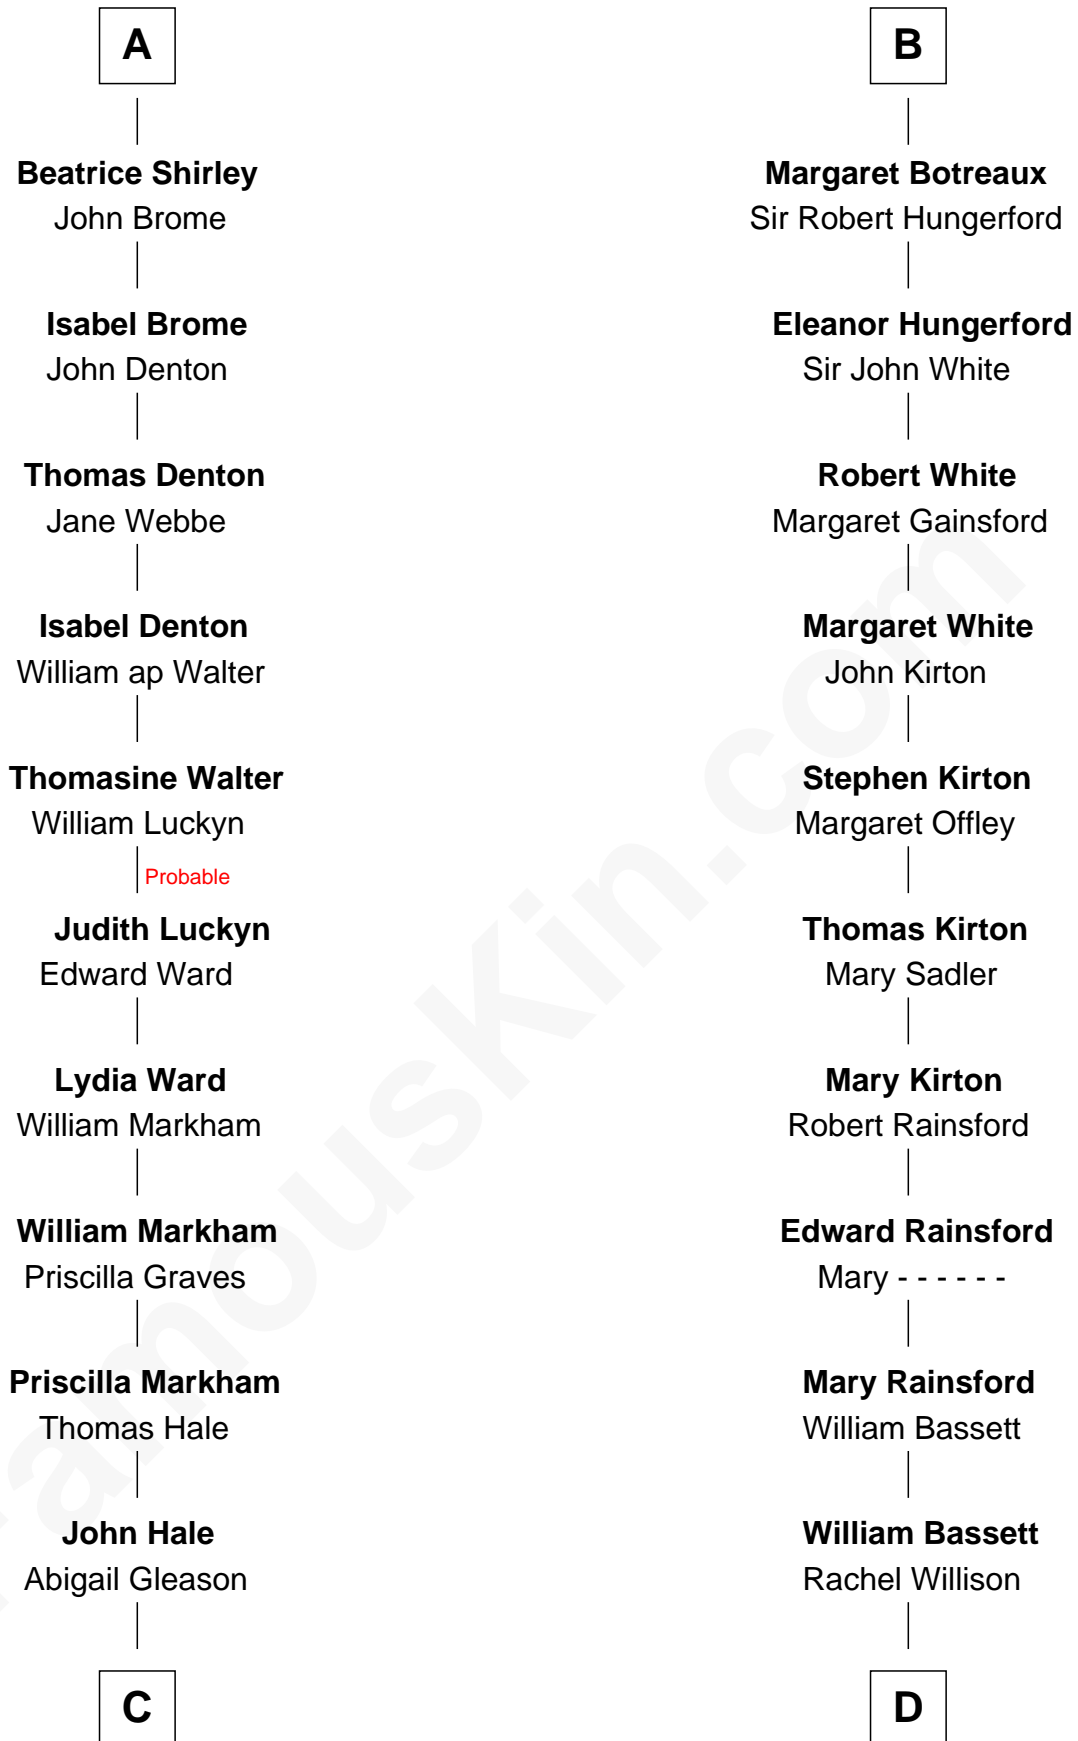 A
Beatrice Shirley
John Brome
Isabel Brome
John Denton
Thomas Denton
Jane Webbe
Isabel Denton
William ap Walter
Thomasine Walter
William Luckyn
Probable
Judith Luckyn
Edward Ward
Lydia Ward
William Markham
William Markham
Priscilla Graves
Priscilla Markham
Thomas Hale
John Hale
Abigail Gleason
C
B
Margaret Botreaux
Sir Robert Hungerford
Eleanor Hungerford
Sir John White
Robert White
Margaret Gainsford
Margaret White
John Kirton
Stephen Kirton
Margaret Offley
Thomas Kirton
Mary Sadler
Mary Kirton
Robert Rainsford
Edward Rainsford
Mary - - - - - -
Mary Rainsford
William Bassett
William Bassett
Rachel Willison
D
FamousKin.com